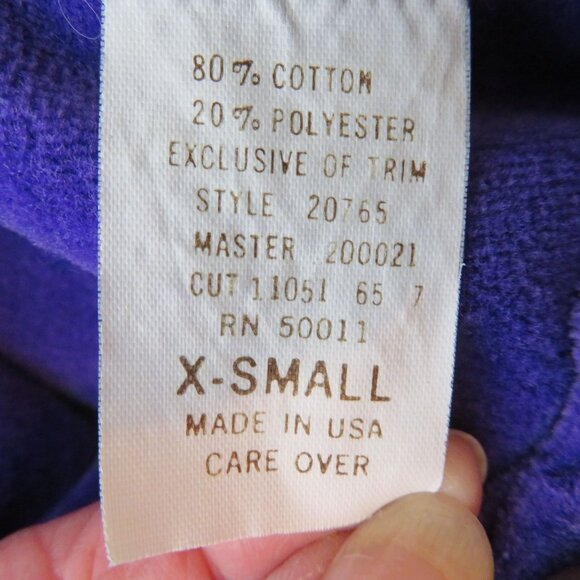 80% COTTON
20% POLYESTER
EXCLUSIVE OF TRIM
STYLE 20765
MASTER 200021
CUT 11051 65 7
RN 50011
X-SMALL
MADE IN USA
CARE OVER